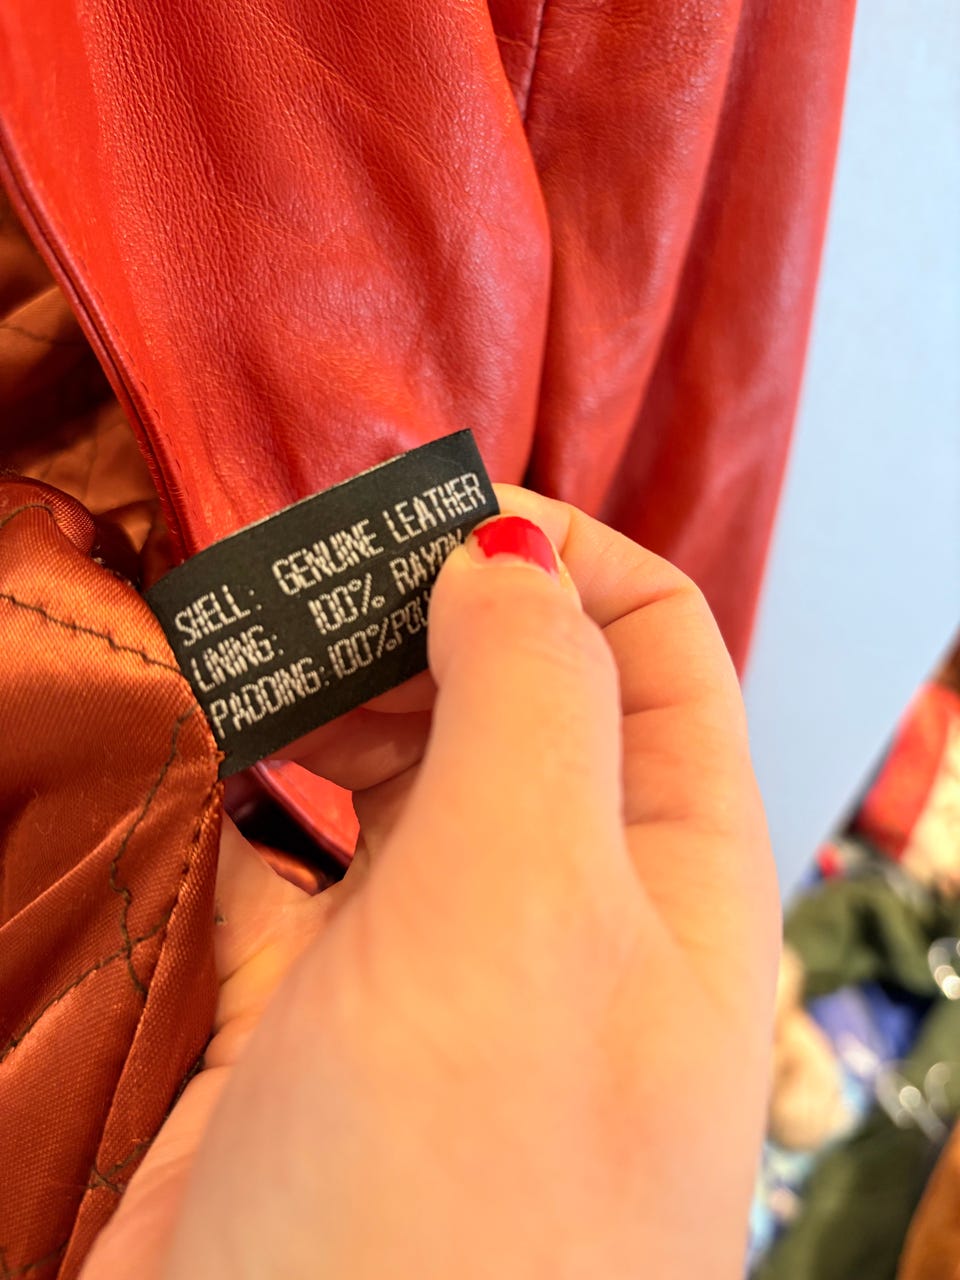 SHELL: GENUINE LEATHER
LINING: 100% RAYON
PADDING: 100% POLY